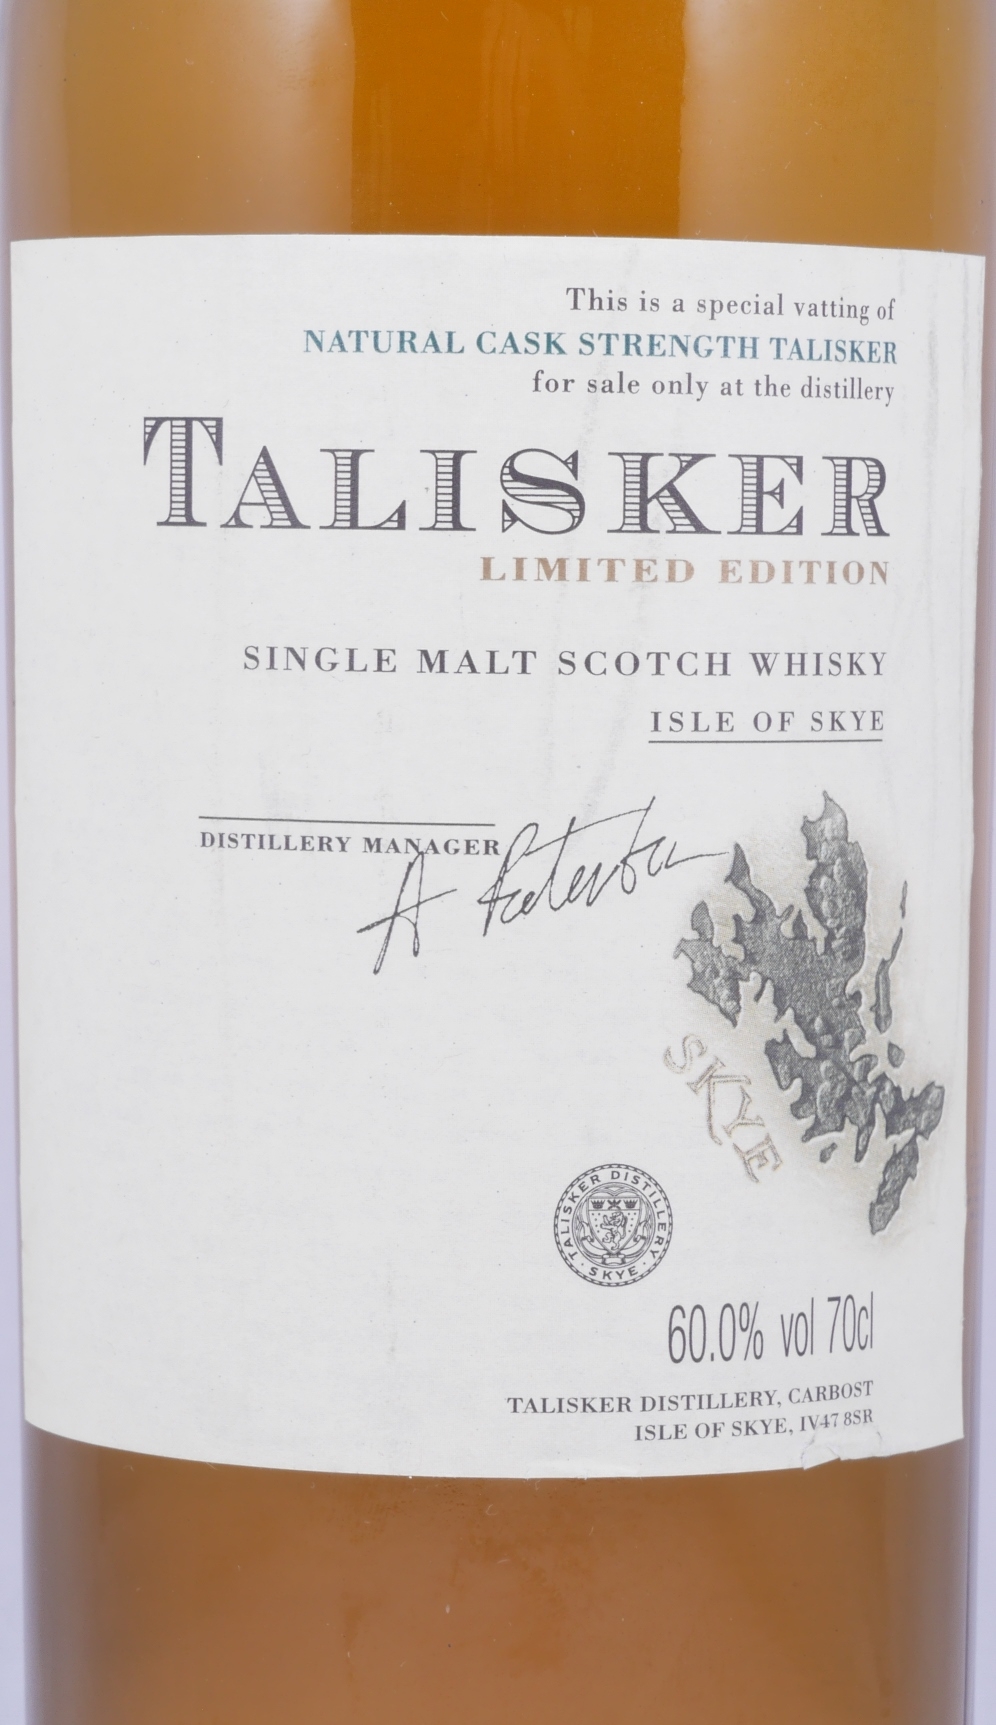 This is a special vatting of
NATURAL CASK STRENGTH TALISKER
for sale only at the distillery
TALISKER
LIMITED EDITION
SINGLE MALT SCOTCH WHISKY
ISLE OF SKYE
DISTILLERY MANAGER
A
SKYE
TALISKER DISTILLERY · SKYE ·
60.0% vol 70cl
TALISKER DISTILLERY, CARBOST
ISLE OF SKYE, IV47 8SR